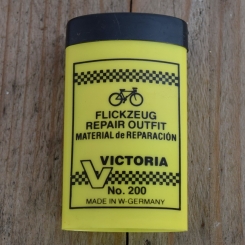 FLICKZEUG
REPAIR OUTFIT
MATERIAL de REPARACIÓN
V VICTORIA
No. 200
MADE IN W-GERMANY